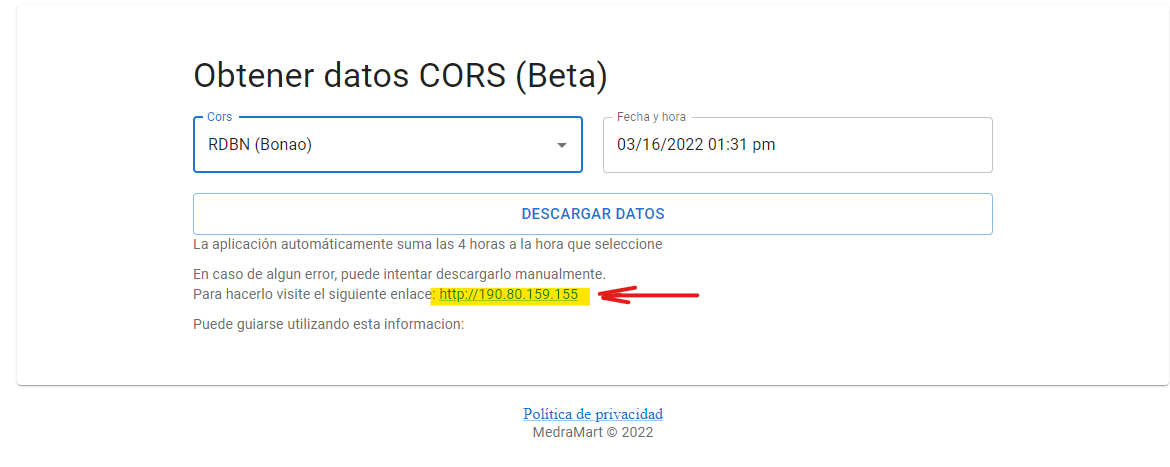 Obtener datos CORS (Beta)
Cors
RDBN (Bonao)
Fecha y hora
03/16/2022 01:31 pm
DESCARGAR DATOS
La aplicación automáticamente suma las 4 horas a la hora que seleccione
En caso de algun error, puede intentar descargarlo manualmente.
Para hacerlo visite el siguiente enlace: http://190.80.159.155
Puede guiarse utilizando esta informacion:
Política de privacidad
MedraMart © 2022